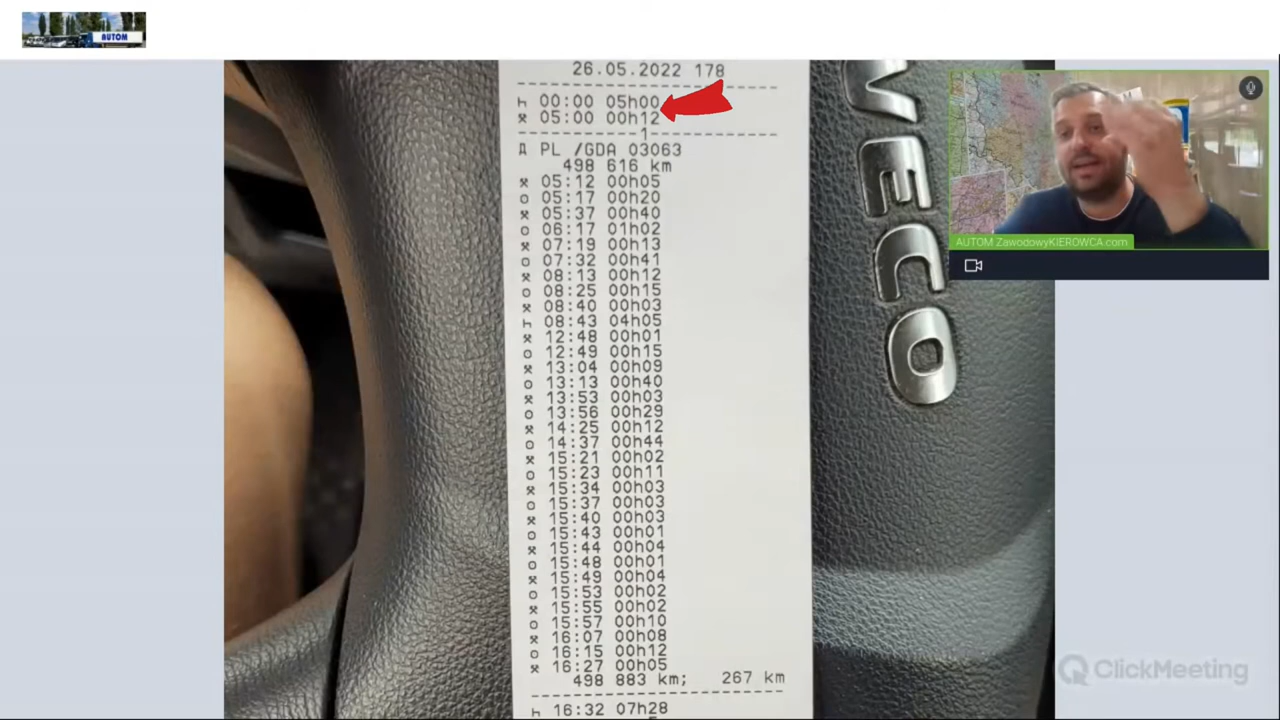 AUTOM
26.05.2022 178
00:00 05h00
05:00 00h12
1
PL /GDA 03063
498 616 km
05:12 00h05
05:17 00h20
05:37 00h40
06:17 01h02
07:19 00h13
07:32 00h41
08:13 00h12
08:25 00h15
08:40 00h03
08:43 04h05
12:48 00h01
12:49 00h15
13:04 00h09
13:13 00h40
13:53 00h03
13:56 00h29
14:25 00h12
14:37 00h44
15:21 00h02
15:23 00h11
15:34 00h03
15:37 00h03
15:40 00h03
15:43 00h01
15:44 00h04
15:48 00h01
15:49 00h04
15:53 00h02
15:55 00h02
15:57 00h10
16:07 00h08
16:15 00h12
16:27 00h05
498 883 km; 267 km
16:32 07h28
IVECO
AUTOM ZawodowyKIEROWCA.com
ClickMeeting